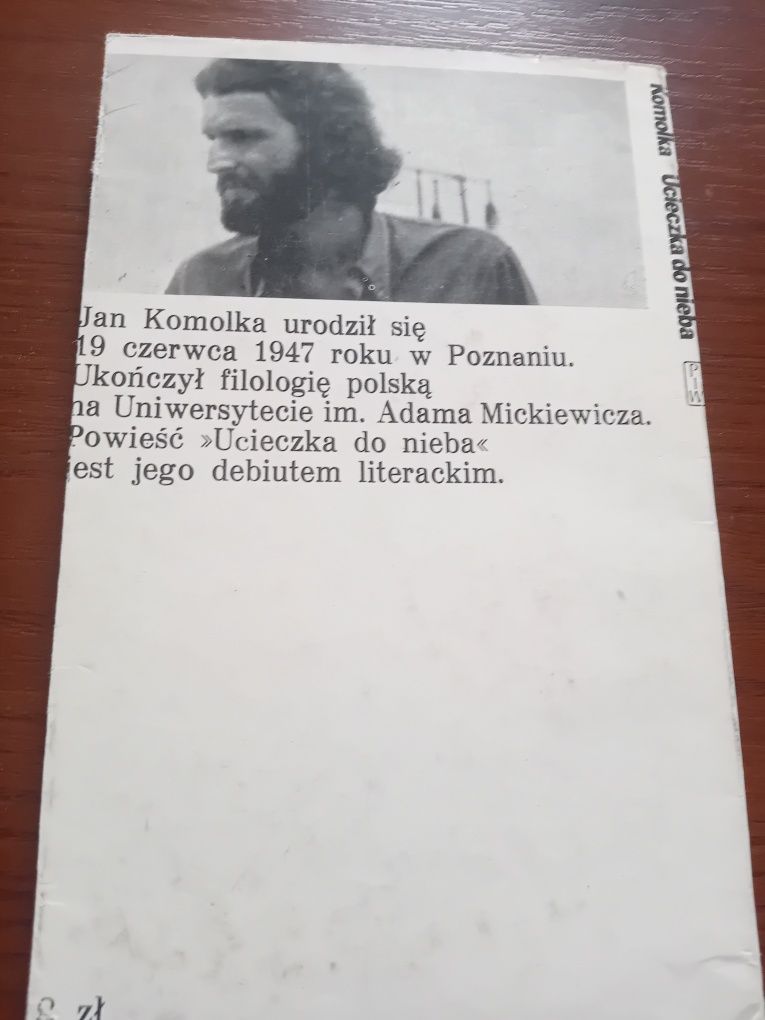 Komolka Ucieczka do nieba
PIW
Jan Komolka urodził się
19 czerwca 1947 roku w Poznaniu.
Ukończył filologię polską
na Uniwersytecie im. Adama Mickiewicza.
Powieść »Ucieczka do nieba«
jest jego debiutem literackim.
zł